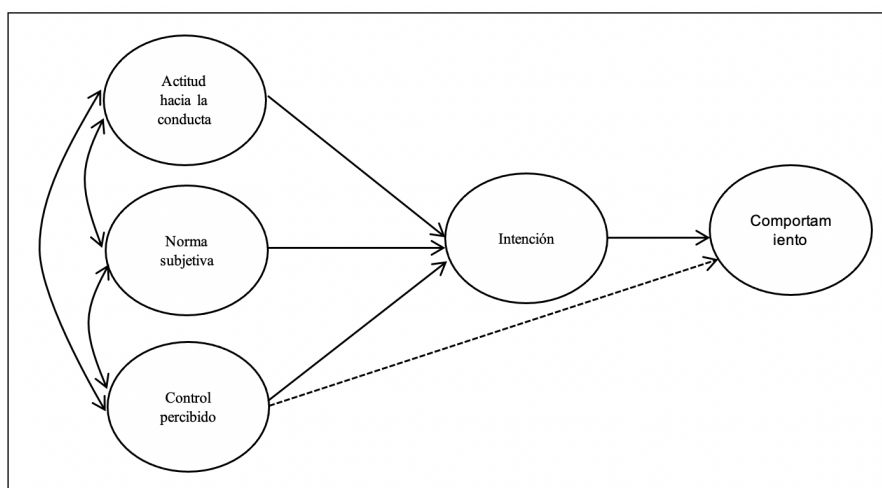 Actitud
hacia la
conducta
Norma
subjetiva
Control
percibido
Intención
Comportam
iento